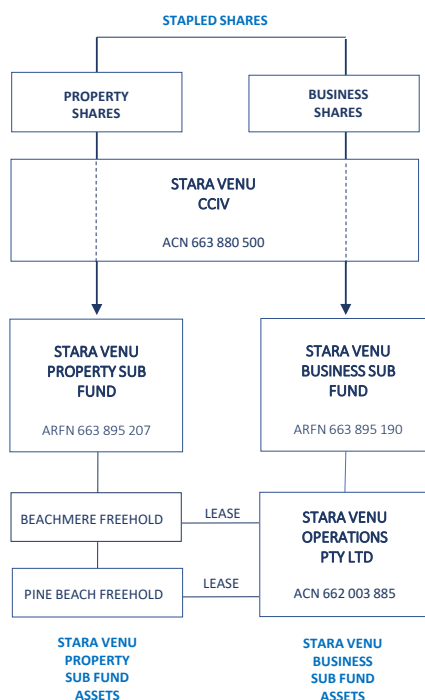 STAPLED SHARES
PROPERTY
SHARES
BUSINESS
SHARES
STARA VENU
CCIV
ACN 663 880 500
STARA VENU
PROPERTY SUB
FUND
ARFN 663 895 207
STARA VENU
BUSINESS SUB
FUND
ARFN 663 895 190
BEACHMERE FREEHOLD
LEASE
STARA VENU
OPERATIONS
PTY LTD
ACN 662 003 885
PINE BEACH FREEHOLD
LEASE
STARA VENU
PROPERTY
SUB FUND
ASSETS
STARA VENU
BUSINESS
SUB FUND
ASSETS